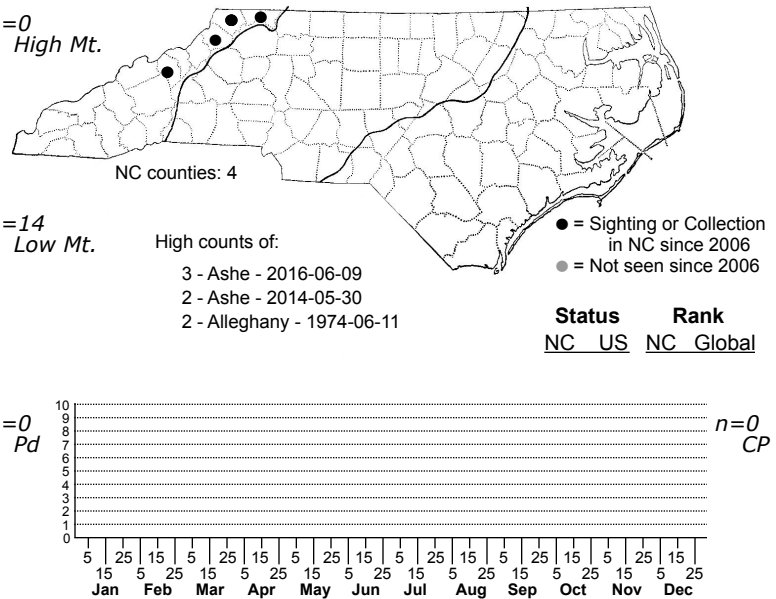 =0
High Mt.
NC counties: 4
=14
Low Mt.
High counts of:
3 - Ashe - 2016-06-09
2 - Ashe - 2014-05-30
2 - Alleghany - 1974-06-11
● = Sighting or Collection
in NC since 2006
● = Not seen since 2006
Status Rank
NC US NC Global
=0
Pd
n=0
CP
10
9
8
7
6
5
4
3
2
1
0
5 25 15 5 25 15 5 25 15 5 25 15 5 25 15 5 25 15
15 5 25 15 5 25 15 5 25 15 5 25 15 5 25 15 5 25
Jan Feb Mar Apr May Jun Jul Aug Sep Oct Nov Dec